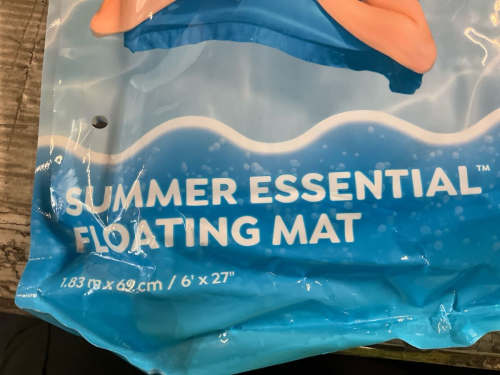 SUMMER ESSENTIAL™
FLOATING MAT
1.83 m x 69 cm / 6' x 27"